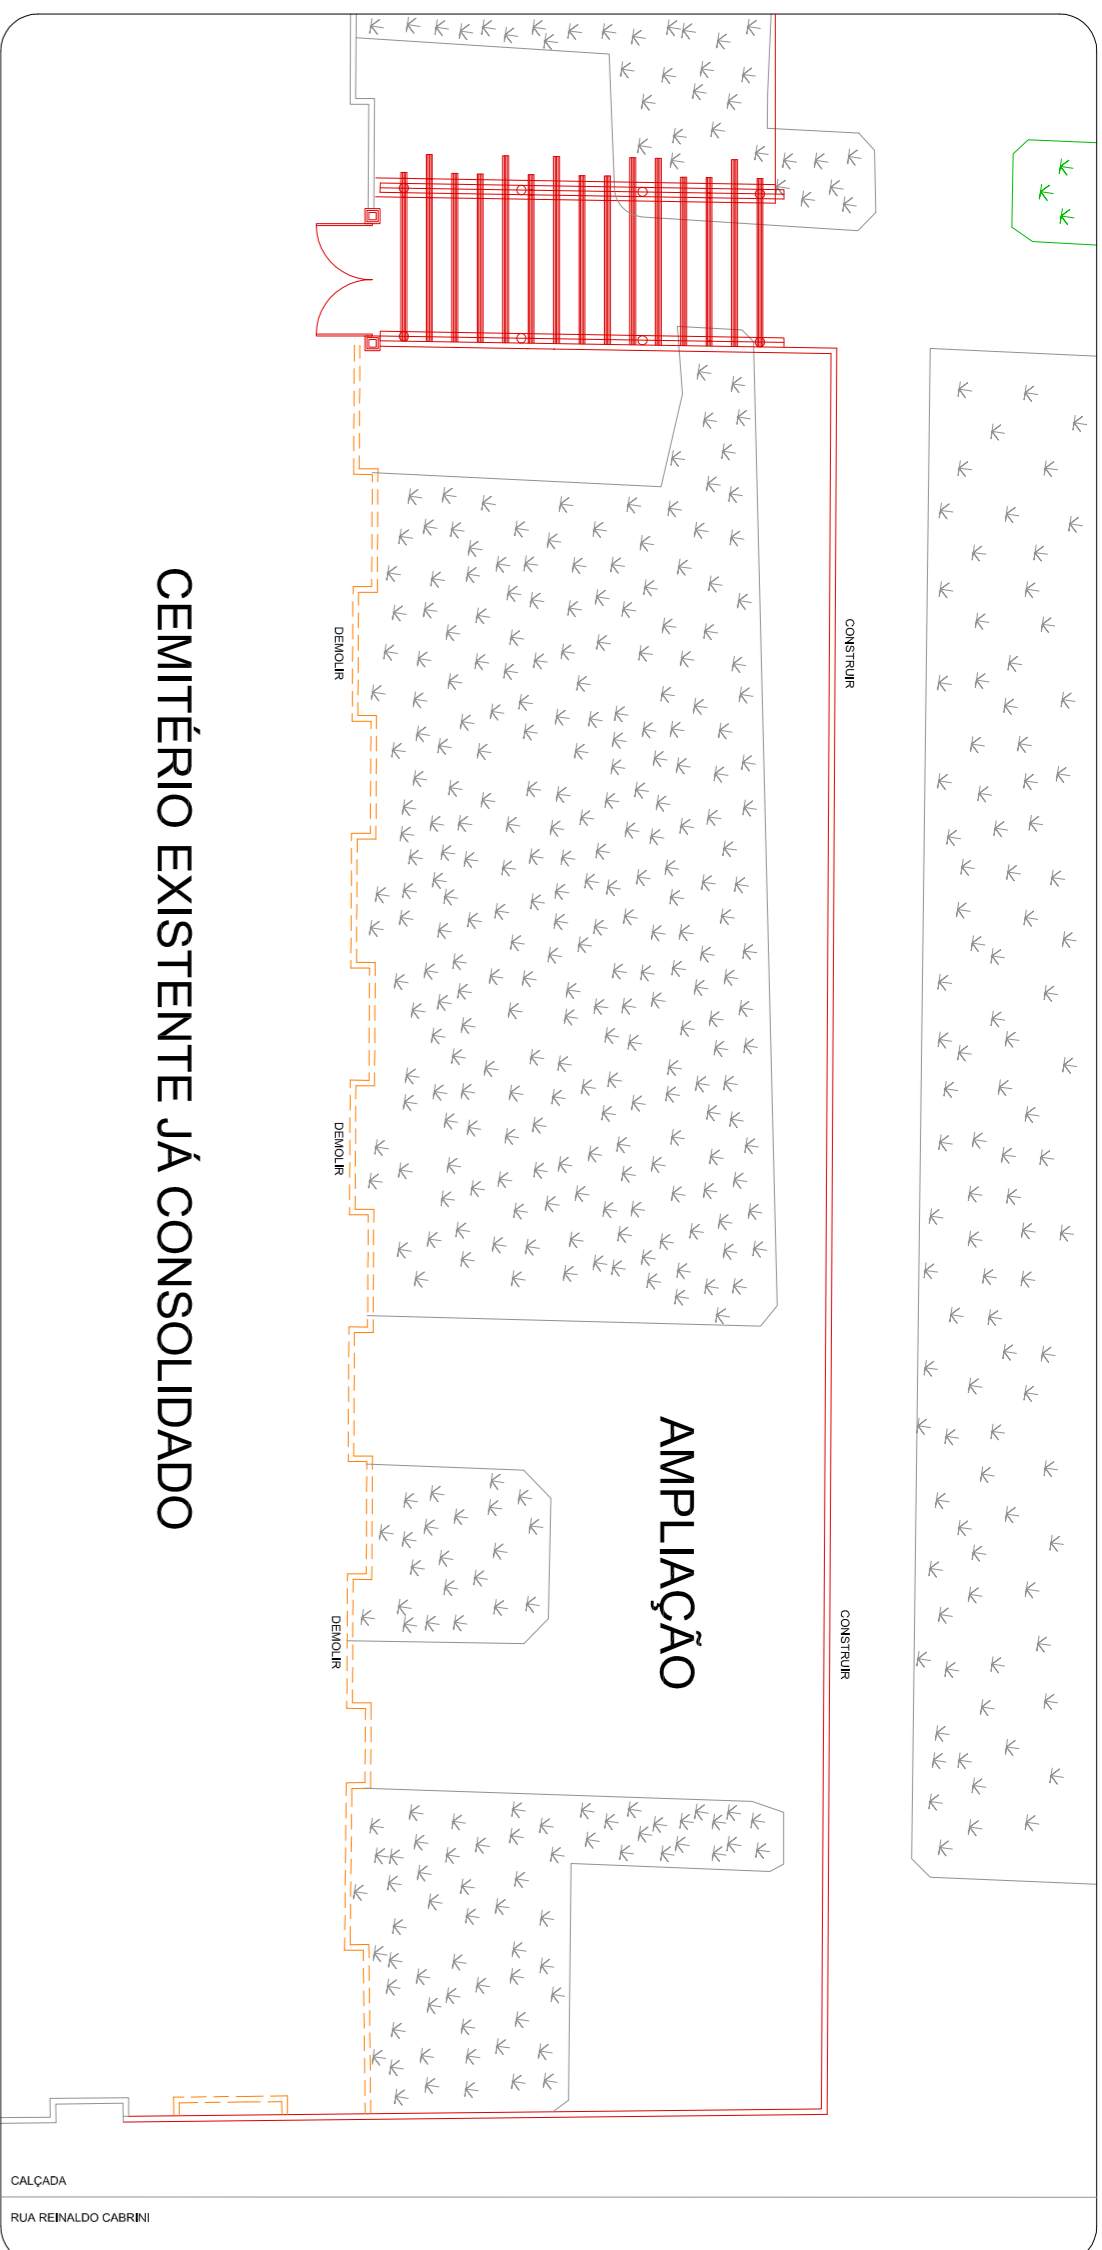 CONSTRUIR
DEMOLIR
CEMITÉRIO EXISTENTE JÁ CONSOLIDADO
DEMOLIR
AMPLIAÇÃO
CONSTRUIR
DEMOLIR
CALÇADA
RUA REINALDO CABRINI